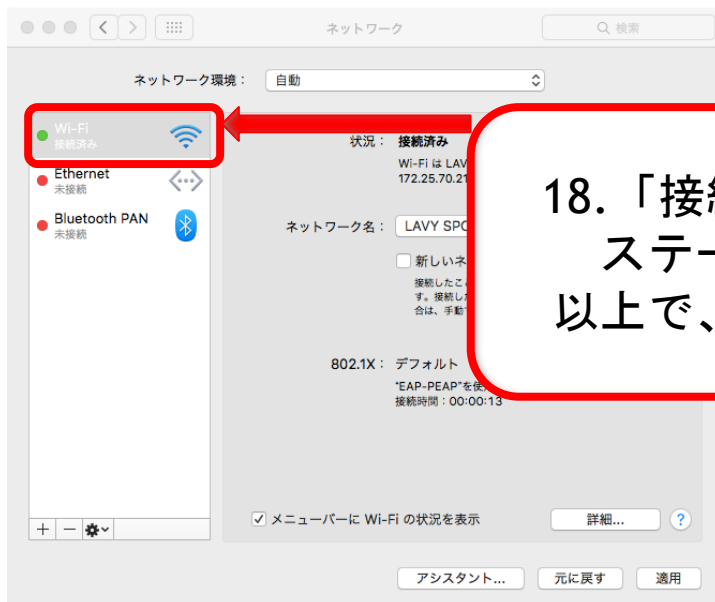 ネットワーク
検索
ネットワーク環境：
自動
Wi-Fi
接続済み
Ethernet
未接続
Bluetooth PAN
未接続
状況：
接続済み
Wi-Fi は LAV
172.25.70.21
ネットワーク名：
LAVY SPO
新しいネ
接続したこ
す。接続し
合は、手動
802.1X：
デフォルト
"EAP-PEAP"を使
接続時間：00:00:13
18.「接
ステー
以上で、
メニューバーに Wi-Fi の状況を表示
詳細...
?
アシスタント...
元に戻す
適用